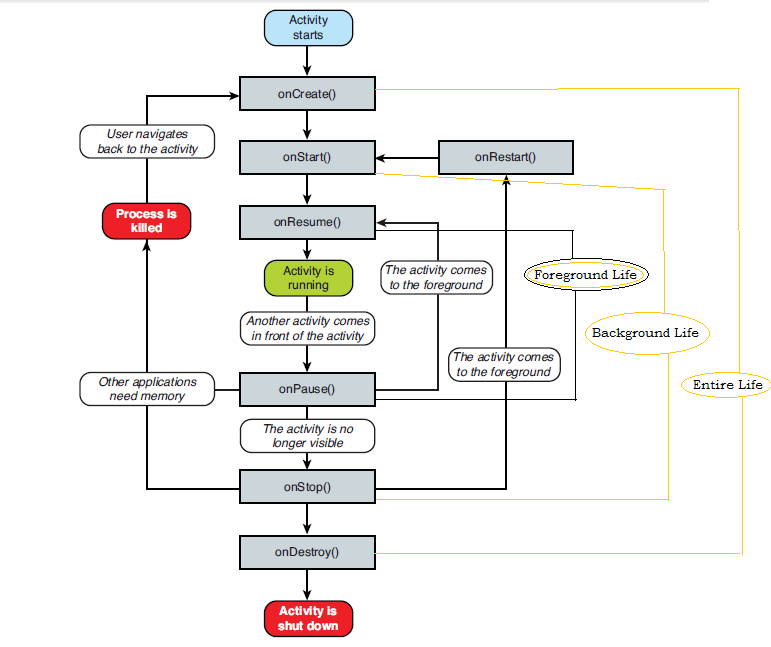 Activity
starts
onCreate()
User navigates
back to the activity
onStart()
onRestart()
Process is
killed
onResume()
Activity is
running
The activity comes
to the foreground
Foreground Life
Another activity comes
in front of the activity
Background Life
The activity comes
to the foreground
Other applications
need memory
onPause()
Entire Life
The activity is no
longer visible
onStop()
onDestroy()
Activity is
shut down